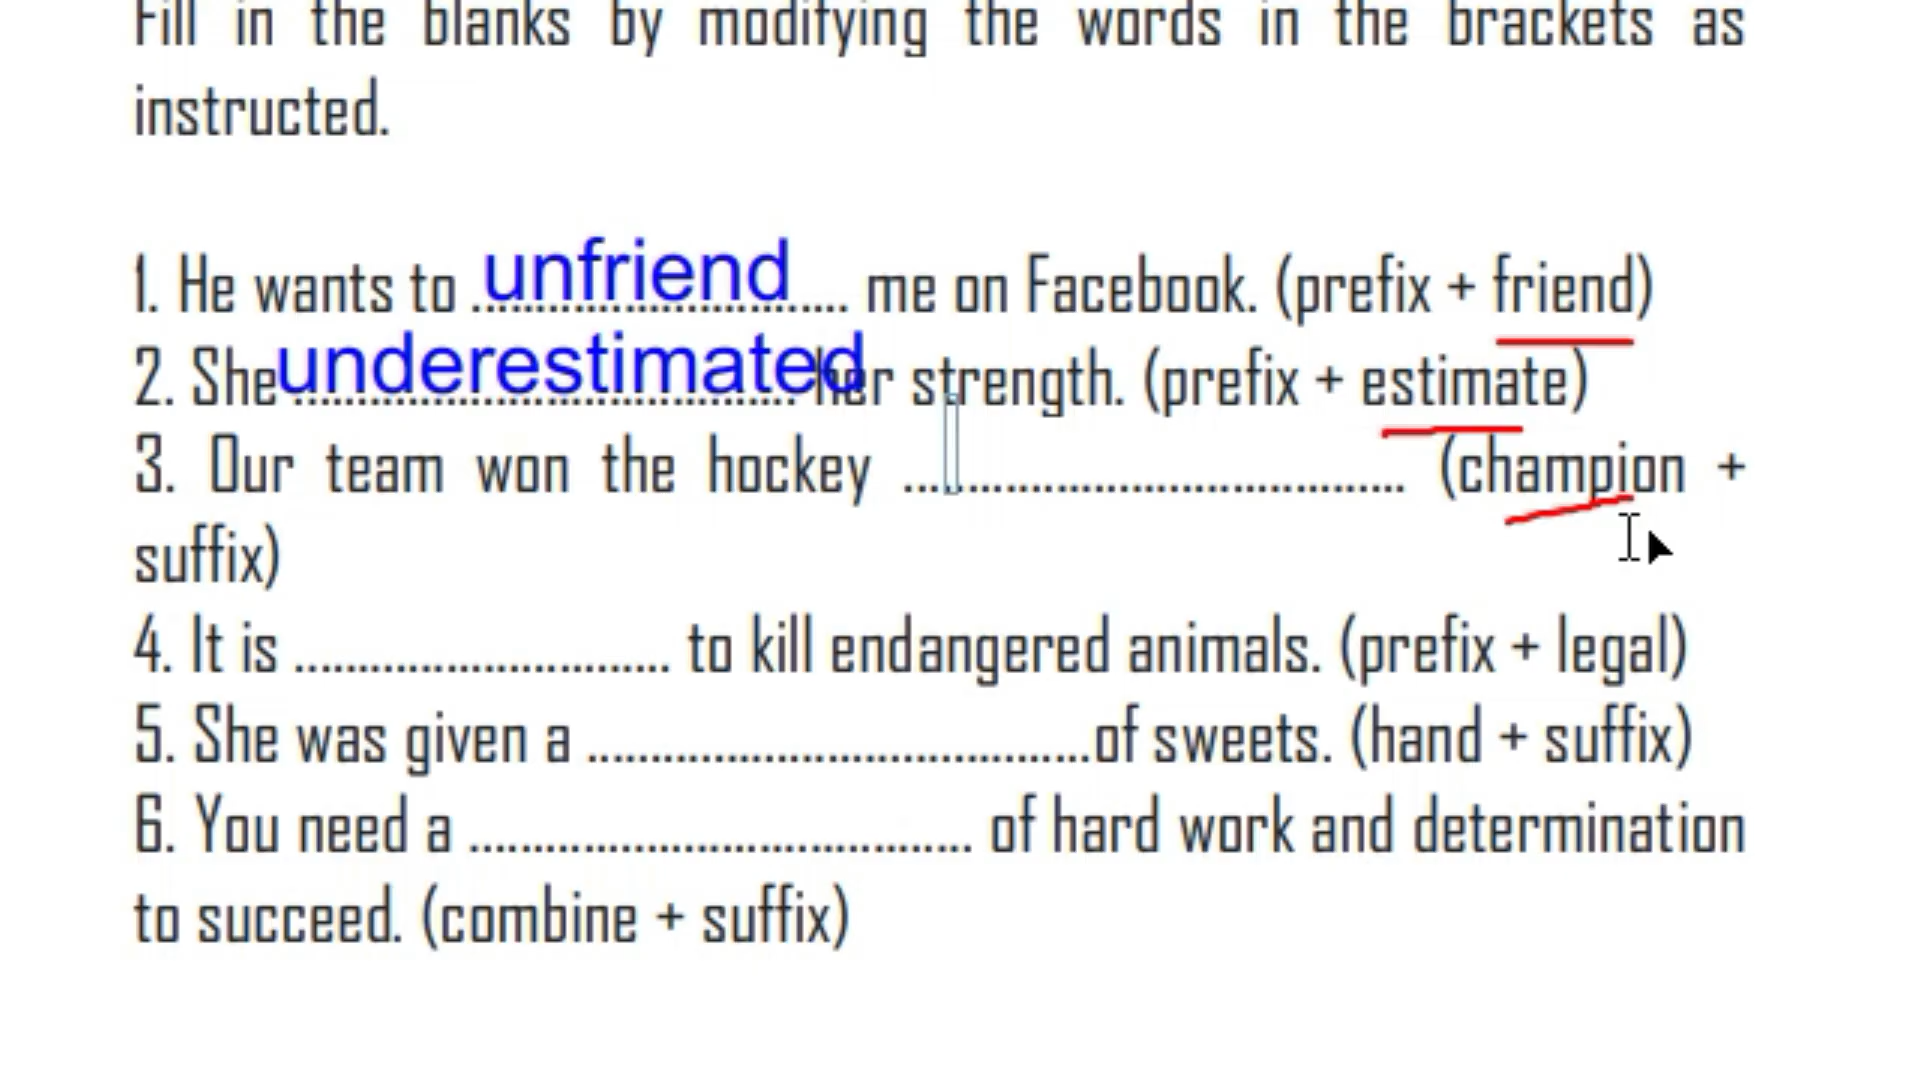 Fill in the blanks by modifying the words in the brackets as
instructed.
1. He wants to ..unfriend.... me on Facebook. (prefix + friend)
2. She underestimated her strength. (prefix + estimate)
3. Our team won the hockey ........................................ (champion +
suffix)
4. It is .............................. to kill endangered animals. (prefix + legal)
5. She was given a ........................................of sweets. (hand + suffix)
6. You need a ........................................ of hard work and determination
to succeed. (combine + suffix)